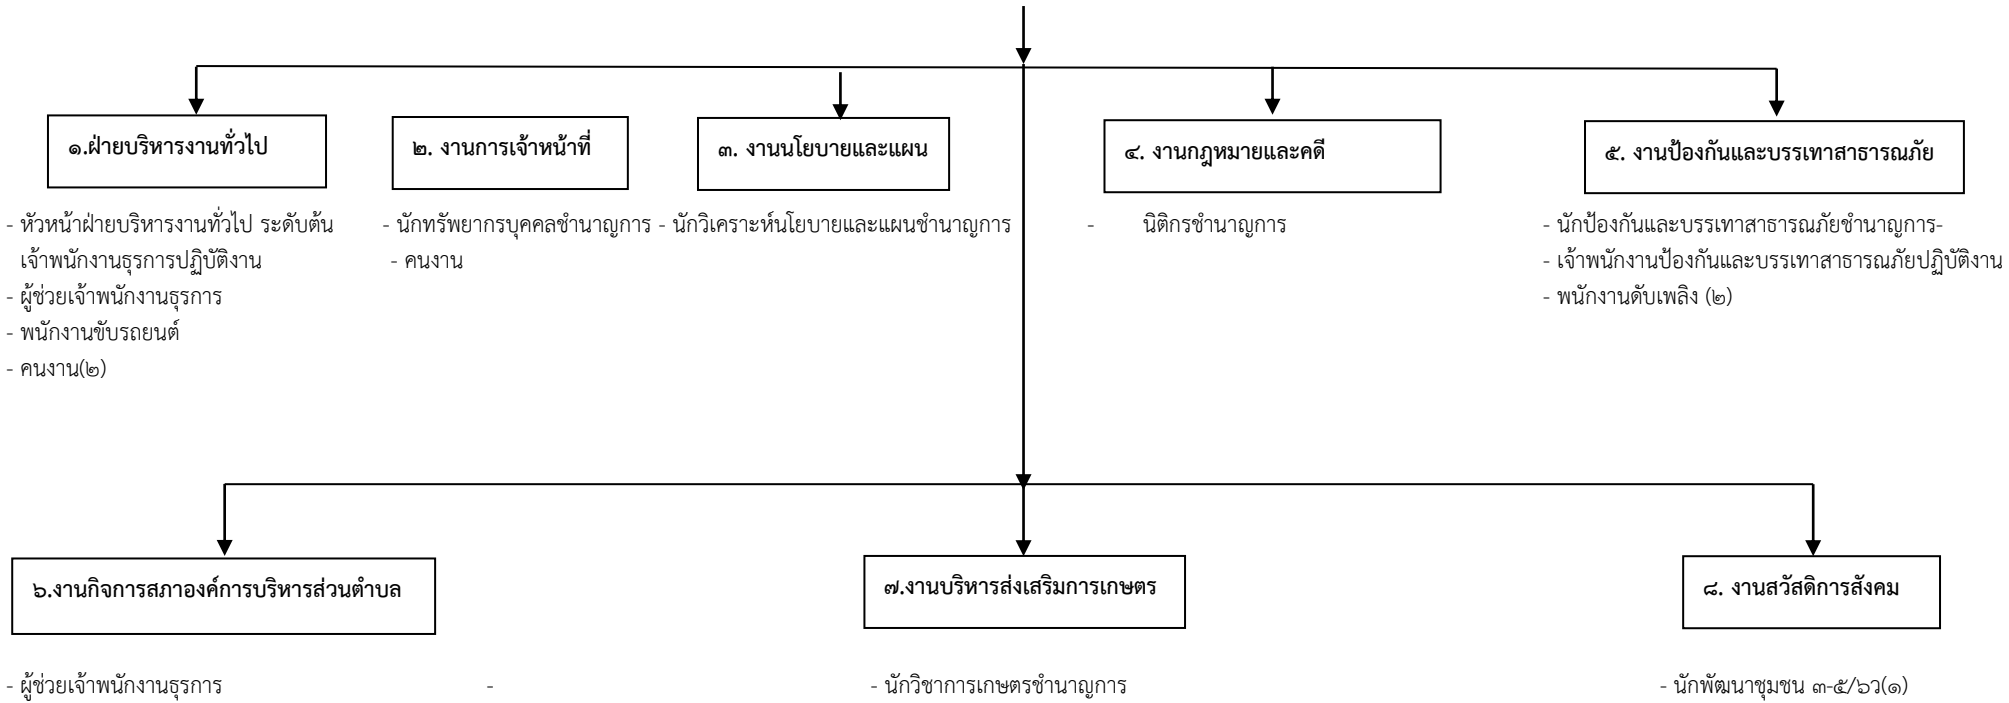 ๑.ฝ่ายบริหารงานทั่วไป
๒. งานการเจ้าหน้าที่
๓. งานนโยบายและแผน
๔. งานกฎหมายและคดี
๕. งานป้องกันและบรรเทาสาธารณภัย
- หัวหน้าฝ่ายบริหารงานทั่วไป ระดับต้น
เจ้าพนักงานธุรการปฏิบัติงาน
- ผู้ช่วยเจ้าพนักงานธุรการ
- พนักงานขับรถยนต์
- คนงาน(๒)
- นักทรัพยากรบุคคลชำนาญการ
- คนงาน
- นักวิเคราะห์นโยบายและแผนชำนาญการ
- นิติกรชำนาญการ
- นักป้องกันและบรรเทาสาธารณภัยชำนาญการ-
- เจ้าพนักงานป้องกันและบรรเทาสาธารณภัยปฏิบัติงาน
- พนักงานดับเพลิง (๒)
๖.งานกิจการสภาองค์การบริหารส่วนตำบล
๗.งานบริหารส่งเสริมการเกษตร
๘. งานสวัสดิการสังคม
- ผู้ช่วยเจ้าพนักงานธุรการ
-
- นักวิชาการเกษตรชำนาญการ
- นักพัฒนาชุมชน ๓-๕/๖ว(๑)